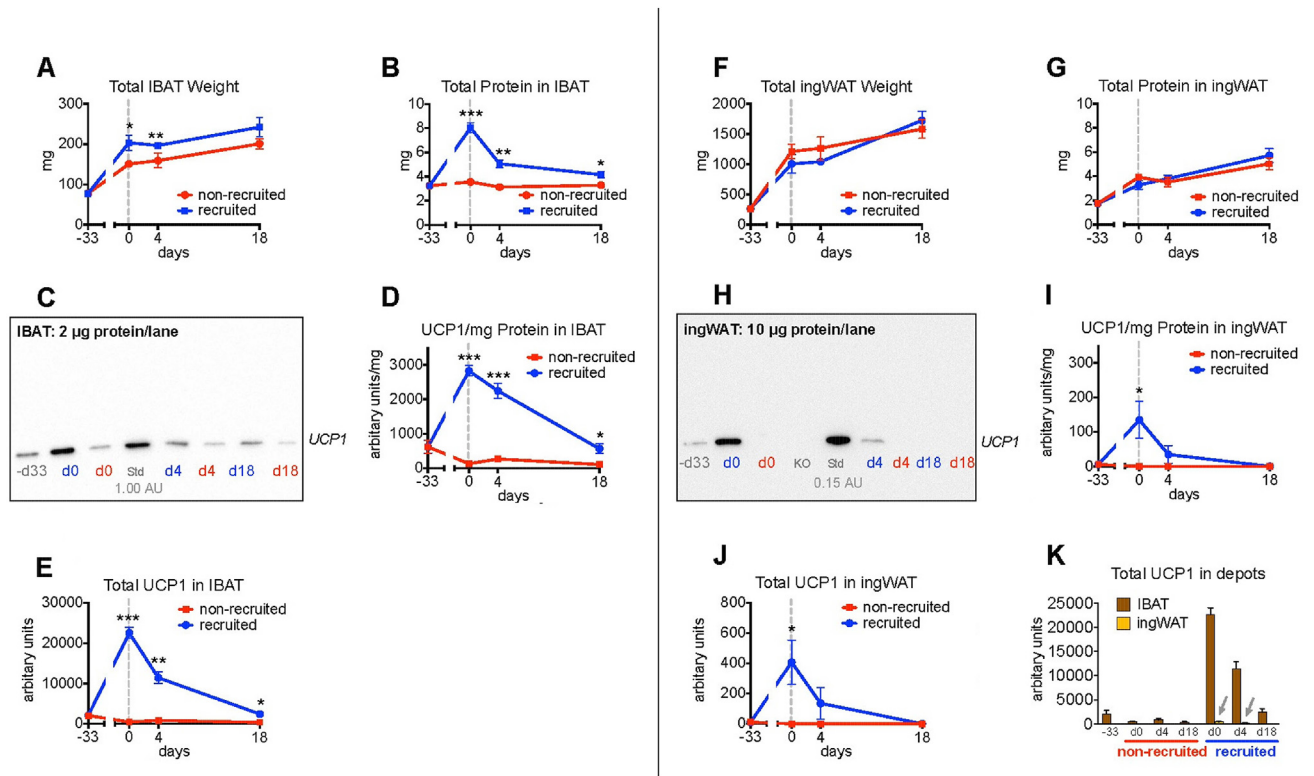 A
Total IBAT Weight
300
200
100
0
mg
*
**
non-recruited
recruited
-33
0
4
18
days
B
Total Protein in IBAT
10
8
6
4
2
0
mg
***
**
*
non-recruited
recruited
-33
0
4
18
days
C
IBAT: 2 µg protein/lane
UCP1
-d33
d0
d0
Std
d4
d4
d18
d18
1.00 AU
D
UCP1/mg Protein in IBAT
3000
2000
1000
0
arbitary units/mg
***
***
*
non-recruited
recruited
-33
0
4
18
days
E
Total UCP1 in IBAT
30000
20000
10000
0
arbitary units
***
**
*
non-recruited
recruited
-33
0
4
18
days
F
Total ingWAT Weight
2000
1500
1000
500
0
mg
non-recruited
recruited
-33
0
4
18
days
G
Total Protein in ingWAT
10
8
6
4
2
0
mg
non-recruited
recruited
-33
0
4
18
days
H
ingWAT: 10 µg protein/lane
UCP1
-d33
d0
d0
KO
Std
d4
d4
d18
d18
0.15 AU
I
UCP1/mg Protein in ingWAT
300
200
100
0
arbitary units/mg
*
non-recruited
recruited
-33
0
4
18
days
J
Total UCP1 in ingWAT
800
600
400
200
0
arbitary units
*
non-recruited
recruited
-33
0
4
18
days
K
Total UCP1 in depots
25000
20000
15000
10000
5000
0
arbitary units
IBAT
ingWAT
-33
d0
d4
d18
d0
d4
d18
non-recruited
recruited